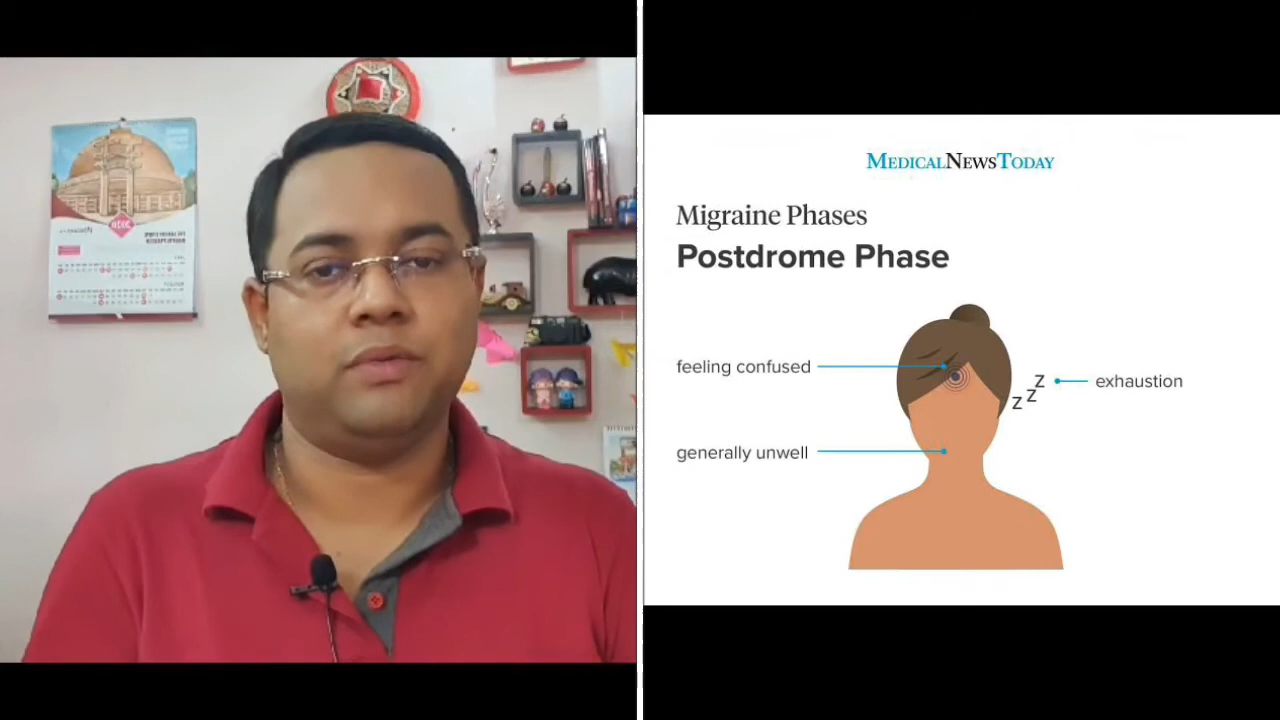 MEDICALNEWSTODAY
Migraine Phases
Postdrome Phase
feeling confused
exhaustion
z z z
generally unwell